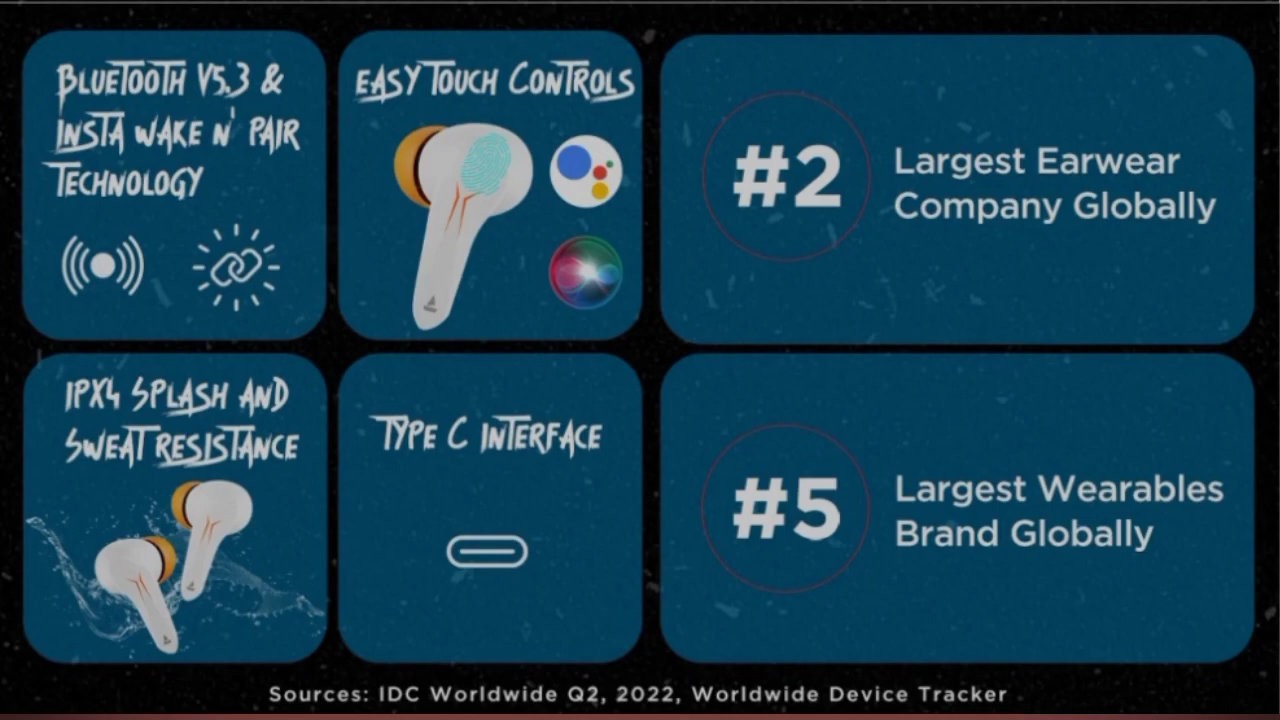 BLUETOOTH V5.3 &
INSTA WAKE N' PAIR
TECHNOLOGY
EASY TOUCH CONTROLS
#2
Largest Earwear
Company Globally
IPX4 SPLASH AND
SWEAT RESISTANCE
TYPE C INTERFACE
#5
Largest Wearables
Brand Globally
Sources: IDC Worldwide Q2, 2022, Worldwide Device Tracker